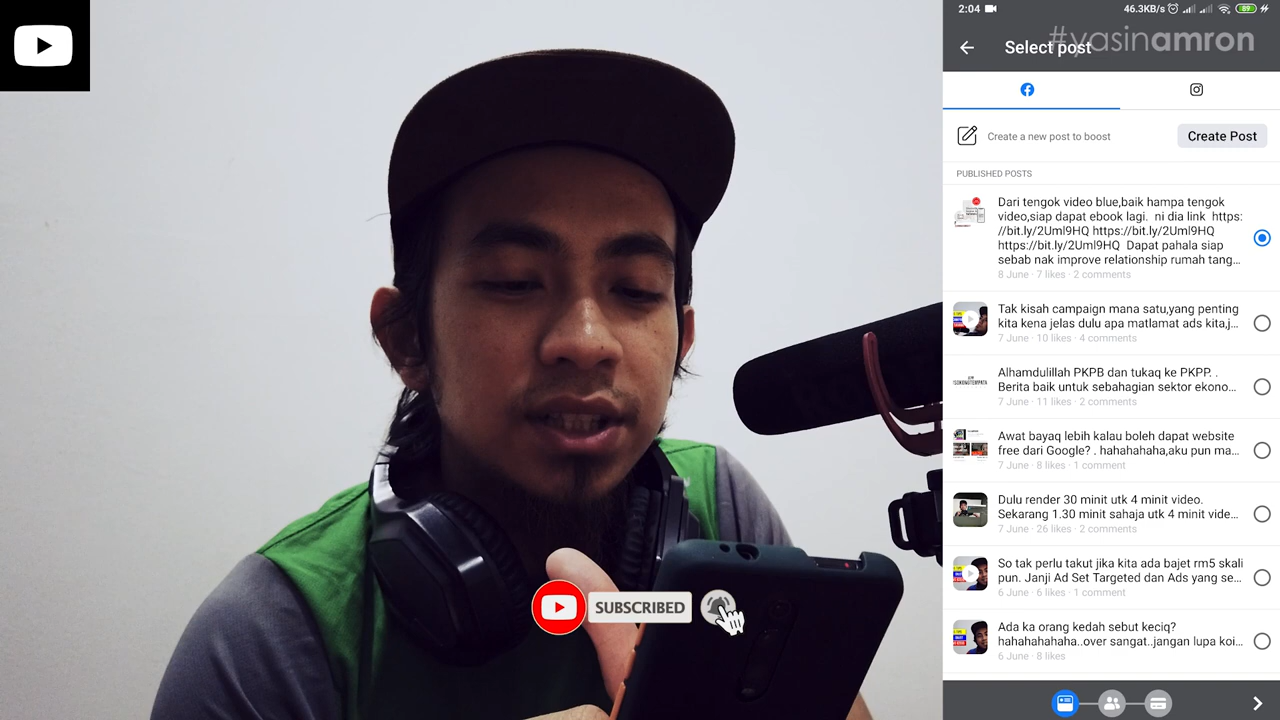 2:04
46.3KB/s
89
#yasinamron
Select post
Create a new post to boost
Create Post
PUBLISHED POSTS
Dari tengok video blue,baik hampa tengok
video,siap dapat ebook lagi. ni dia link https:
//bit.ly/2Uml9HQ https://bit.ly/2Uml9HQ
https://bit.ly/2Uml9HQ Dapat pahala siap
sebab nak improve relationship rumah tang…
8 June · 7 likes · 2 comments
Tak kisah campaign mana satu,yang penting
kita kena jelas dulu apa matlamat ads kita,j…
7 June · 10 likes · 4 comments
Alhamdulillah PKPB dan tukaq ke PKPP. .
Berita baik untuk sebahagian sektor ekono…
7 June · 11 likes · 2 comments
Awat bayaq lebih kalau boleh dapat website
free dari Google? . hahahahaha,aku pun ma…
7 June · 8 likes · 1 comment
Dulu render 30 minit utk 4 minit video.
Sekarang 1.30 minit sahaja utk 4 minit vide…
7 June · 26 likes · 2 comments
So tak perlu takut jika kita ada bajet rm5 skali
pun. Janji Ad Set Targeted dan Ads yang se…
6 June · 6 likes · 1 comment
Ada ka orang kedah sebut keciq?
hahahahahaha..over sangat..jangan lupa koi…
6 June · 8 likes
SUBSCRIBED